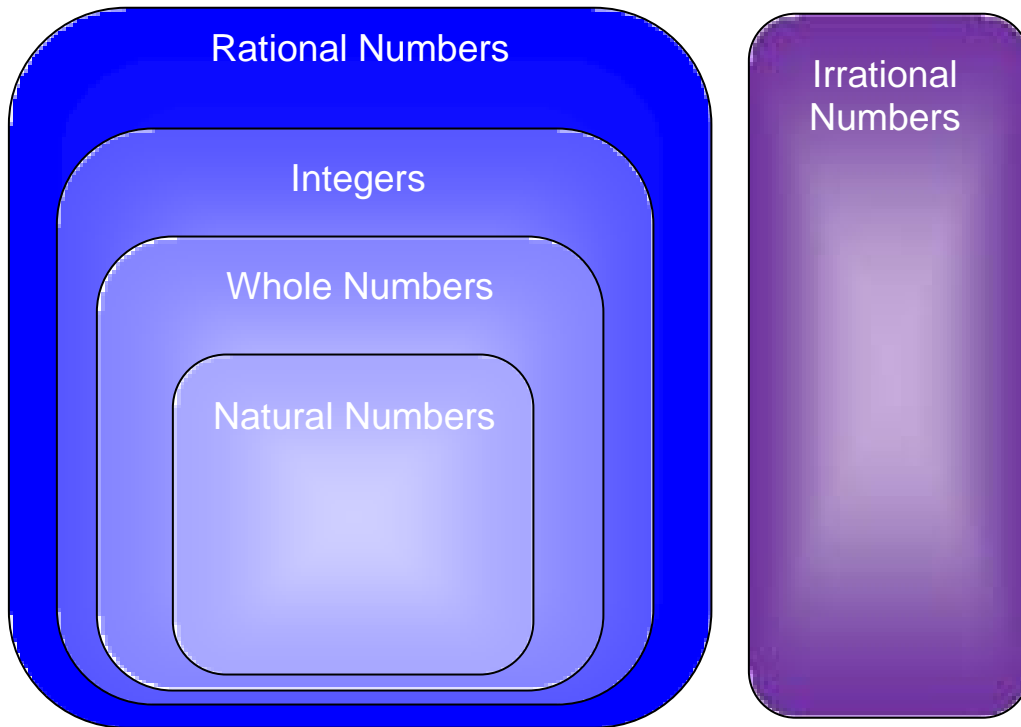 Rational Numbers
Irrational
Numbers
Integers
Whole Numbers
Natural Numbers